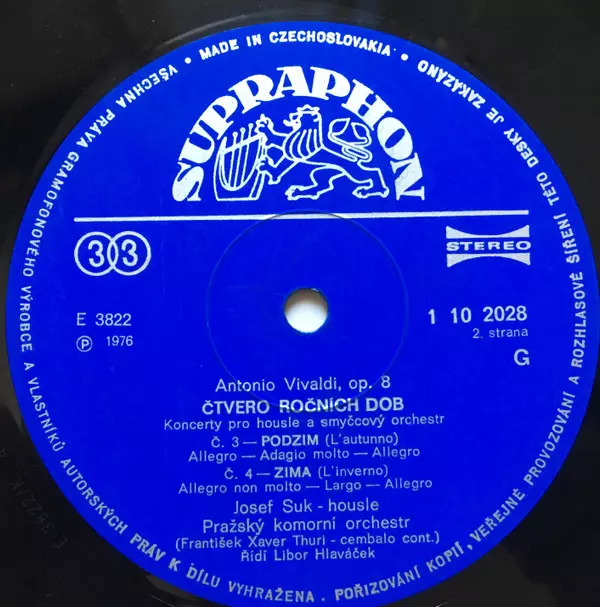 VŠECHNA PRÁVA GRAMOFONOVÉHO VÝROBCE A VLASTNÍKŮ AUTORSKÝCH PRÁV K DÍLU VYHRAŽENA. POŘIZOVÁNÍ KOPIÍ, VEŘEJNÉ PROVOZOVÁNÍ A ROZHLASOVÉ ŠÍŘENÍ TÉTO DESKY JE ZAKÁZÁNO • MADE IN CZECHOSLOVAKIA •
SUPRAPHON
33
STEREO
E 3822
1 10 2028
Ⓟ 1976
2. strana
G
Antonio Vivaldi, op. 8
ČTVERO ROČNÍCH DOB
Koncerty pro housle a smyčcový orchestr
Č. 3 — PODZIM (L'autunno)
Allegro — Adagio molto — Allegro
Č. 4 — ZIMA (L'inverno)
Allegro non molto — Largo — Allegro
Josef Suk - housle
Pražský komorní orchestr
(František Xaver Thuri - cembalo cont.)
Řídí Libor Hlaváček